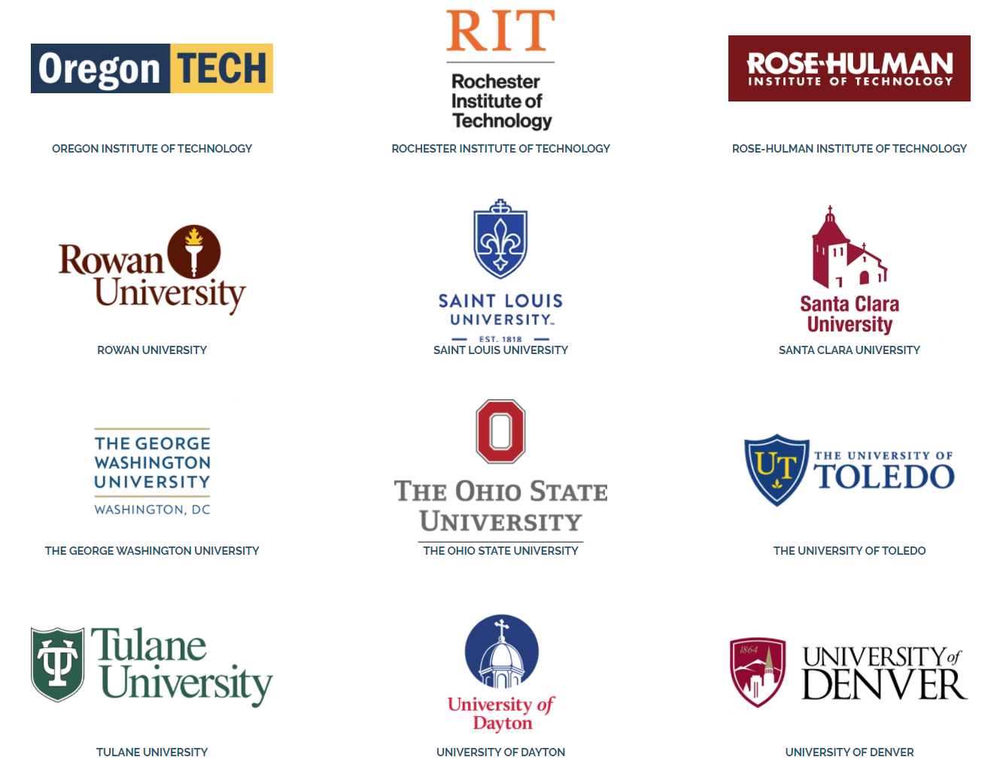 Oregon TECH
OREGON INSTITUTE OF TECHNOLOGY
RIT
Rochester
Institute of
Technology
ROCHESTER INSTITUTE OF TECHNOLOGY
ROSE-HULMAN
INSTITUTE OF TECHNOLOGY
ROSE-HULMAN INSTITUTE OF TECHNOLOGY
Rowan
University
ROWAN UNIVERSITY
SAINT LOUIS
UNIVERSITY™
EST. 1818
SAINT LOUIS UNIVERSITY
Santa Clara
University
SANTA CLARA UNIVERSITY
THE GEORGE
WASHINGTON
UNIVERSITY
WASHINGTON, DC
THE GEORGE WASHINGTON UNIVERSITY
O
THE OHIO STATE
UNIVERSITY
THE OHIO STATE UNIVERSITY
UT
THE UNIVERSITY OF
TOLEDO
THE UNIVERSITY OF TOLEDO
TU
Tulane
University
TULANE UNIVERSITY
University of
Dayton
UNIVERSITY OF DAYTON
1864
UNIVERSITY of
DENVER
UNIVERSITY OF DENVER